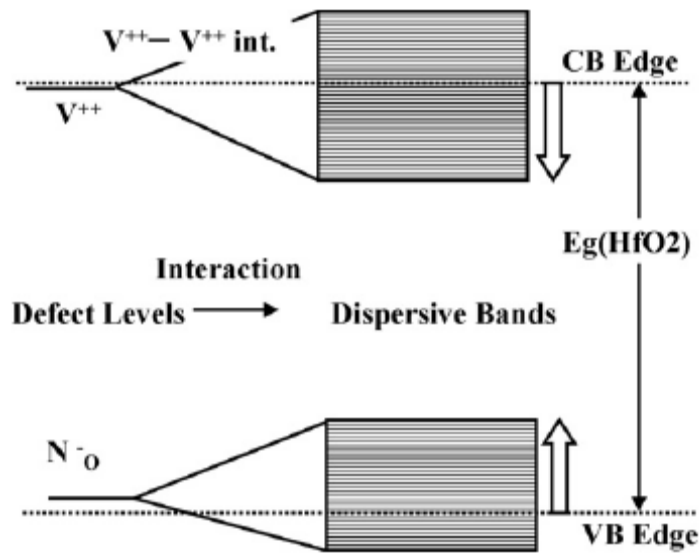 V++– V++ int.
CB Edge
V++
Eg(HfO2)
Interaction
Defect Levels
Dispersive Bands
N-O
VB Edge